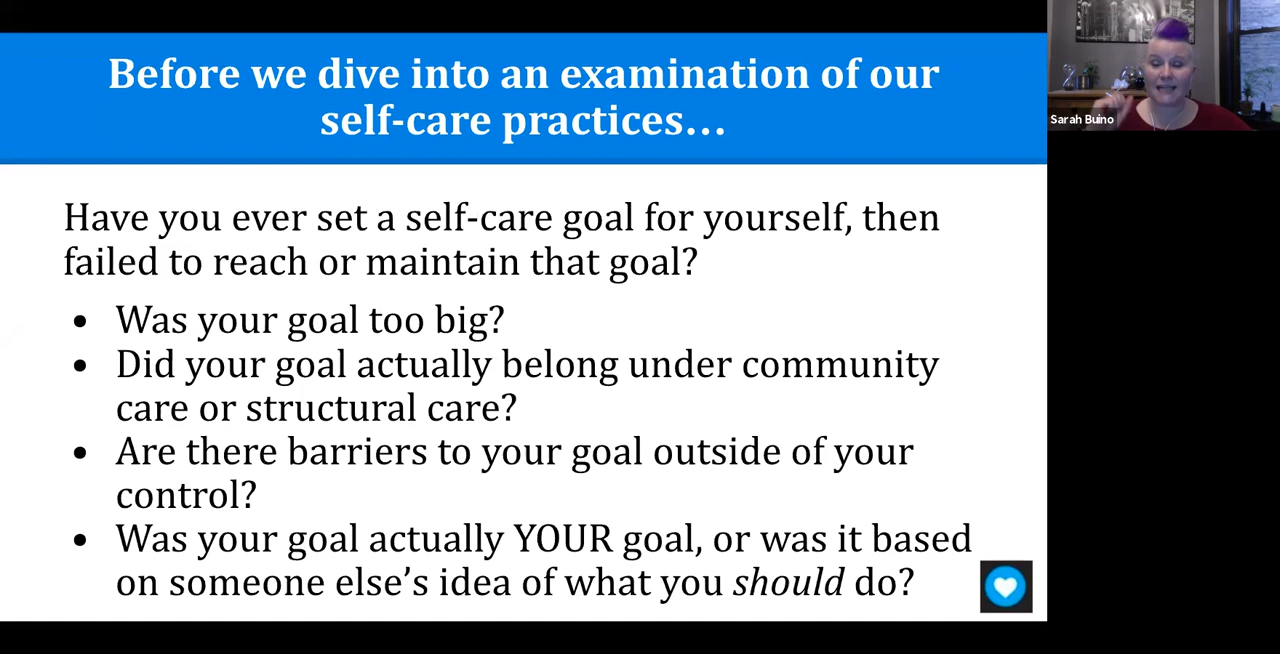 Before we dive into an examination of our
self-care practices…
Sarah Buino
Have you ever set a self-care goal for yourself, then
failed to reach or maintain that goal?
• Was your goal too big?
• Did your goal actually belong under community
care or structural care?
• Are there barriers to your goal outside of your
control?
• Was your goal actually YOUR goal, or was it based
on someone else’s idea of what you should do?